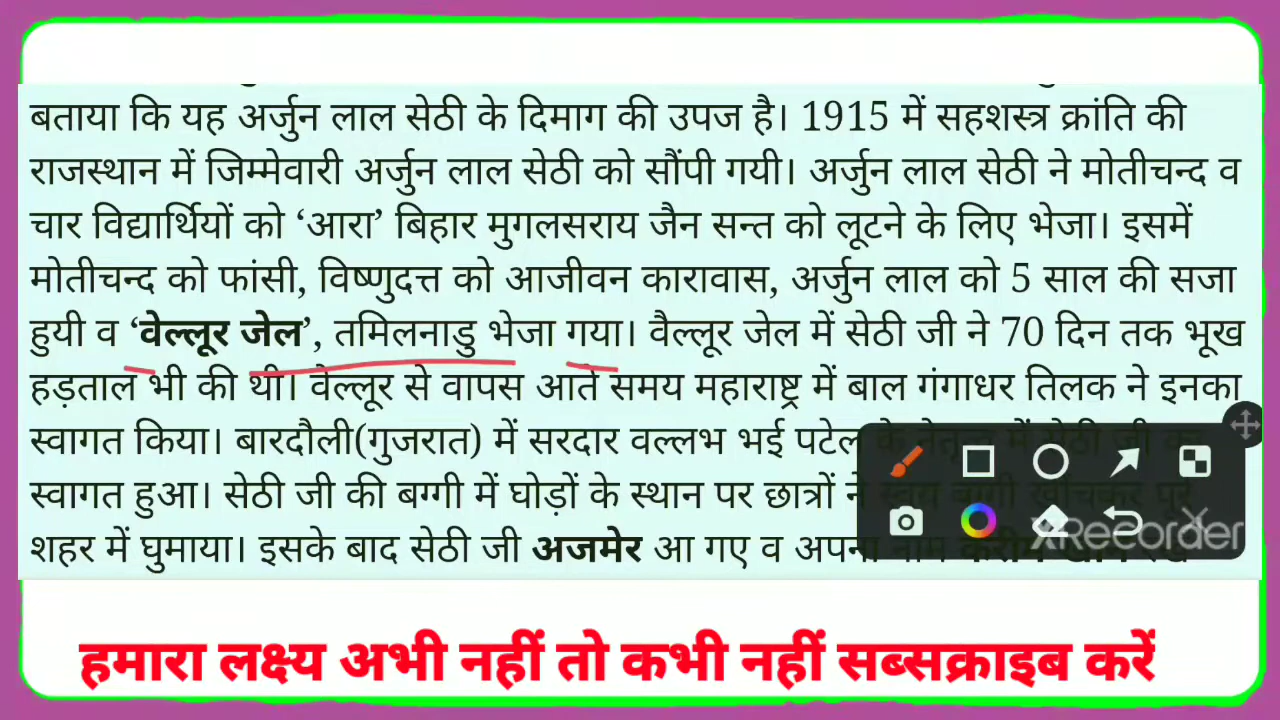 बताया कि यह अर्जुन लाल सेठी के दिमाग की उपज है। 1915 में सहशस्त्र क्रांति की
राजस्थान में जिम्मेवारी अर्जुन लाल सेठी को सौंपी गयी। अर्जुन लाल सेठी ने मोतीचन्द व
चार विद्यार्थियों को ‘आरा’ बिहार मुगलसराय जैन सन्त को लूटने के लिए भेजा। इसमें
मोतीचन्द को फांसी, विष्णुदत्त को आजीवन कारावास, अर्जुन लाल को 5 साल की सजा
हुयी व ‘वेल्लूर जेल’, तमिलनाडु भेजा गया। वैल्लूर जेल में सेठी जी ने 70 दिन तक भूख
हड़ताल भी की थी। वेल्लूर से वापस आते समय महाराष्ट्र में बाल गंगाधर तिलक ने इनका
स्वागत किया। बारदौली(गुजरात) में सरदार वल्लभ भई पटेल के नेतृत्व में सेठी जी का
स्वागत हुआ। सेठी जी की बग्गी में घोड़ों के स्थान पर छात्रों ने स्वयं बग्गी खींचकर पूरे
शहर में घुमाया। इसके बाद सेठी जी अजमेर आ गए व अपना नाम
XRecorder
हमारा लक्ष्य अभी नहीं तो कभी नहीं सब्सक्राइब करें